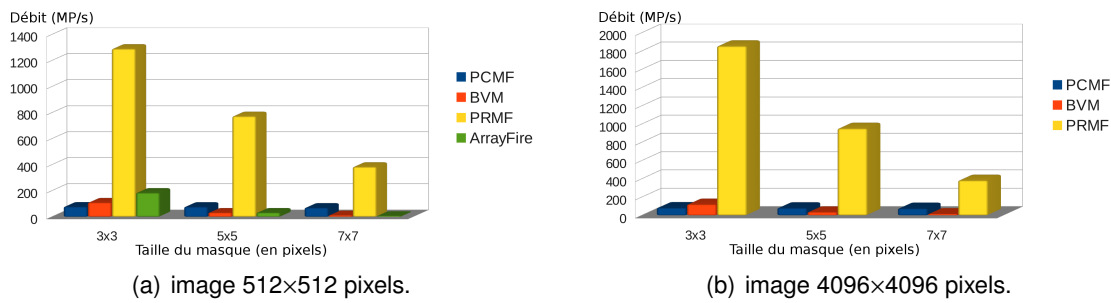 Débit (MP/s)
1400
1200
1000
800
600
400
200
0
3x3
5x5
7x7
Taille du masque (en pixels)
PCMF
BVM
PRMF
ArrayFire
(a) image 512×512 pixels.
Débit (MP/s)
2000
1800
1600
1400
1200
1000
800
600
400
200
0
3x3
5x5
7x7
Taille du masque (en pixels)
PCMF
BVM
PRMF
(b) image 4096×4096 pixels.